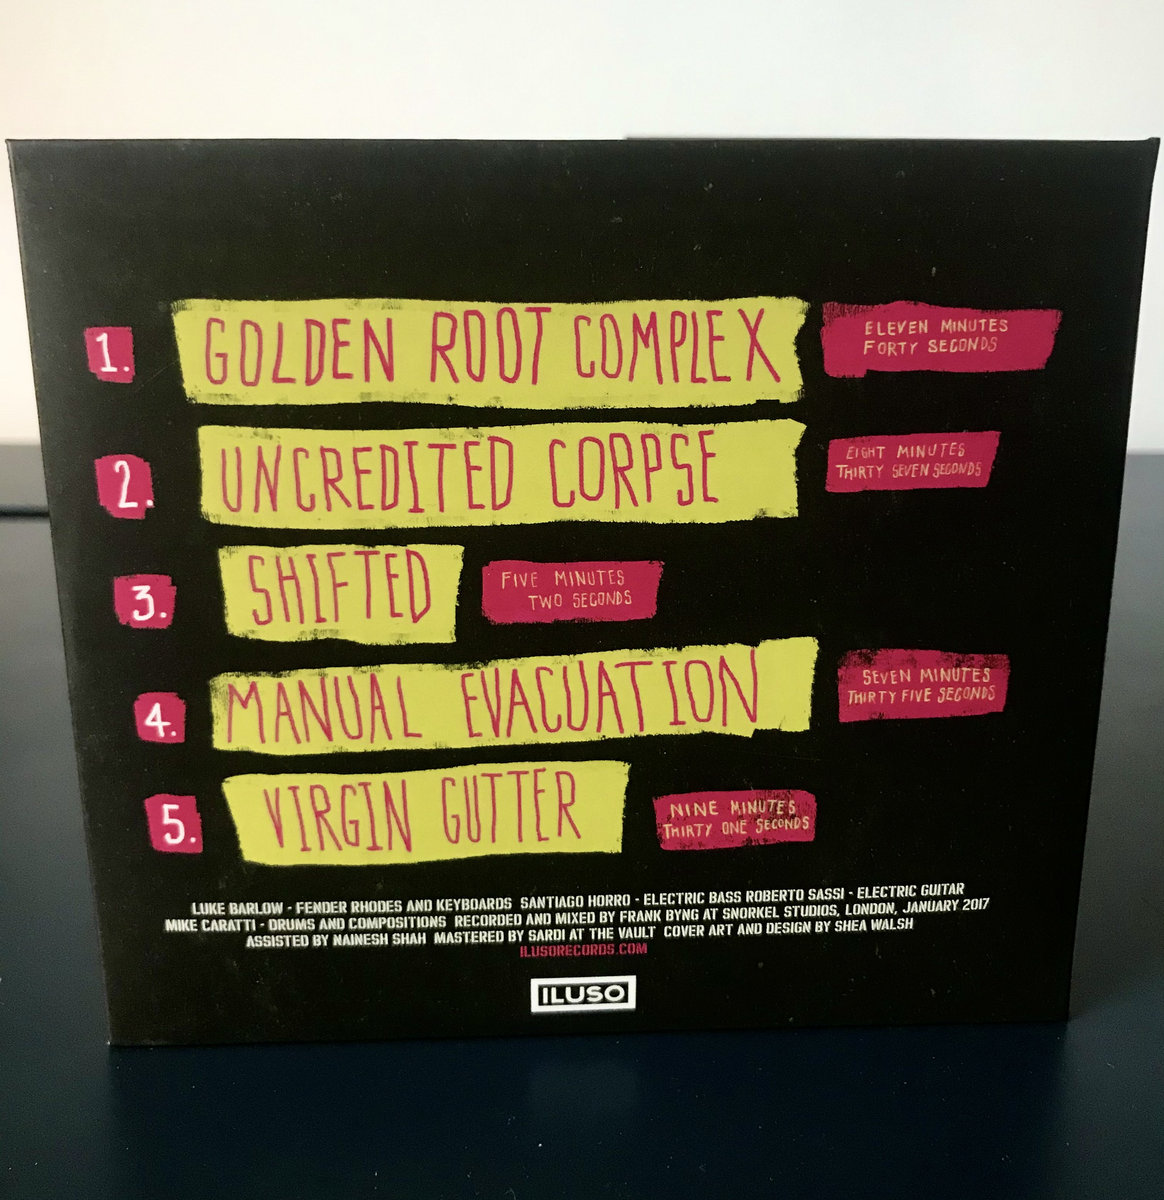 1. GOLDEN ROOT COMPLEX
ELEVEN MINUTES
FORTY SECONDS
2. UNCREDITED CORPSE
EIGHT MINUTES
THIRTY SEVEN SECONDS
3. SHIFTED
FIVE MINUTES
TWO SECONDS
4. MANUAL EVACUATION
SEVEN MINUTES
THIRTY FIVE SECONDS
5. VIRGIN GUTTER
NINE MINUTES
THIRTY ONE SECONDS
LUKE BARLOW - FENDER RHODES AND KEYBOARDS SANTIAGO HORRO - ELECTRIC BASS ROBERTO SASSI - ELECTRIC GUITAR
MIKE CARATTI - DRUMS AND COMPOSITIONS RECORDED AND MIXED BY FRANK BYNG AT SNORKEL STUDIOS, LONDON, JANUARY 2017
ASSISTED BY NAINESH SHAH MASTERED BY SARDI AT THE VAULT COVER ART AND DESIGN BY SHEA WALSH
ILUSORECORDS.COM
ILUSO